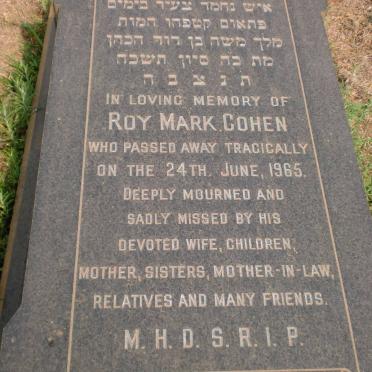 איש נחמד צעיר בימים
פתאום קטפהו המות
מלך משה בן דוד הכהן
מת כה סיון תשכה
ת נ צ ב ה
IN LOVING MEMORY OF
ROY MARK COHEN
WHO PASSED AWAY TRAGICALLY
ON THE 24TH. JUNE, 1965.
DEEPLY MOURNED AND
SADLY MISSED BY HIS
DEVOTED WIFE, CHILDREN,
MOTHER, SISTERS, MOTHER-IN-LAW,
RELATIVES AND MANY FRIENDS.
M. H. D. S. R. I. P.